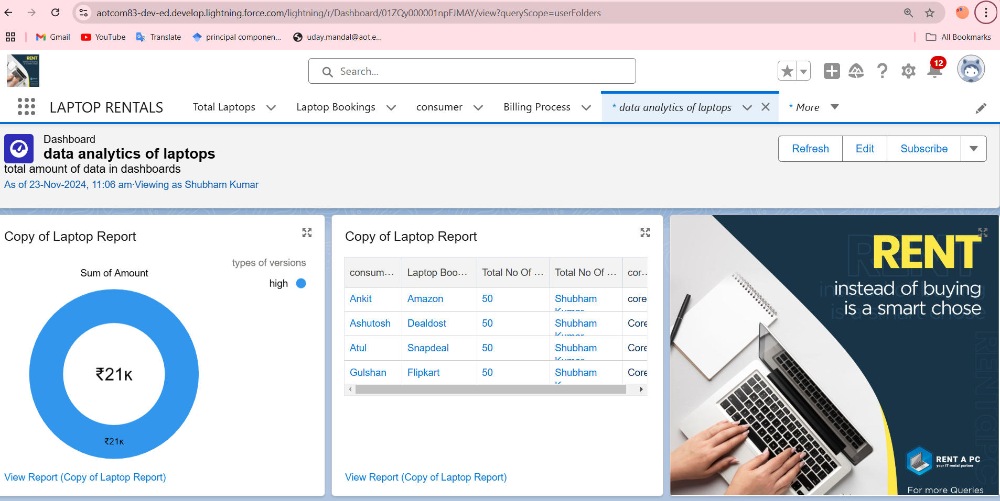 aotcom83-dev-ed.develop.lightning.force.com/lightning/r/Dashboard/01ZQy000001npFJMAY/view?queryScope=userFolders
Gmail YouTube Translate principal componen... uday.mandal@aot.e... All Bookmarks
RENT
Search...
12
LAPTOP RENTALS Total Laptops Laptop Bookings consumer Billing Process * data analytics of laptops * More
Dashboard
data analytics of laptops
total amount of data in dashboards
As of 23-Nov-2024, 11:06 am·Viewing as Shubham Kumar
Refresh Edit Subscribe
Copy of Laptop Report
types of versions
Sum of Amount
high
₹21K
₹21K
View Report (Copy of Laptop Report)
Copy of Laptop Report
consum... Laptop Boo... Total No Of ... Total No Of ... cor...
Ankit Amazon 50 Shubham Kumar core
Ashutosh Dealdost 50 Shubham Kumar Core
Atul Snapdeal 50 Shubham Kumar Core
Gulshan Flipkart 50 Shubham Core
View Report (Copy of Laptop Report)
RENT
instead of buying
is a smart chose
RENT A PC
your IT rental partner
For more Queries